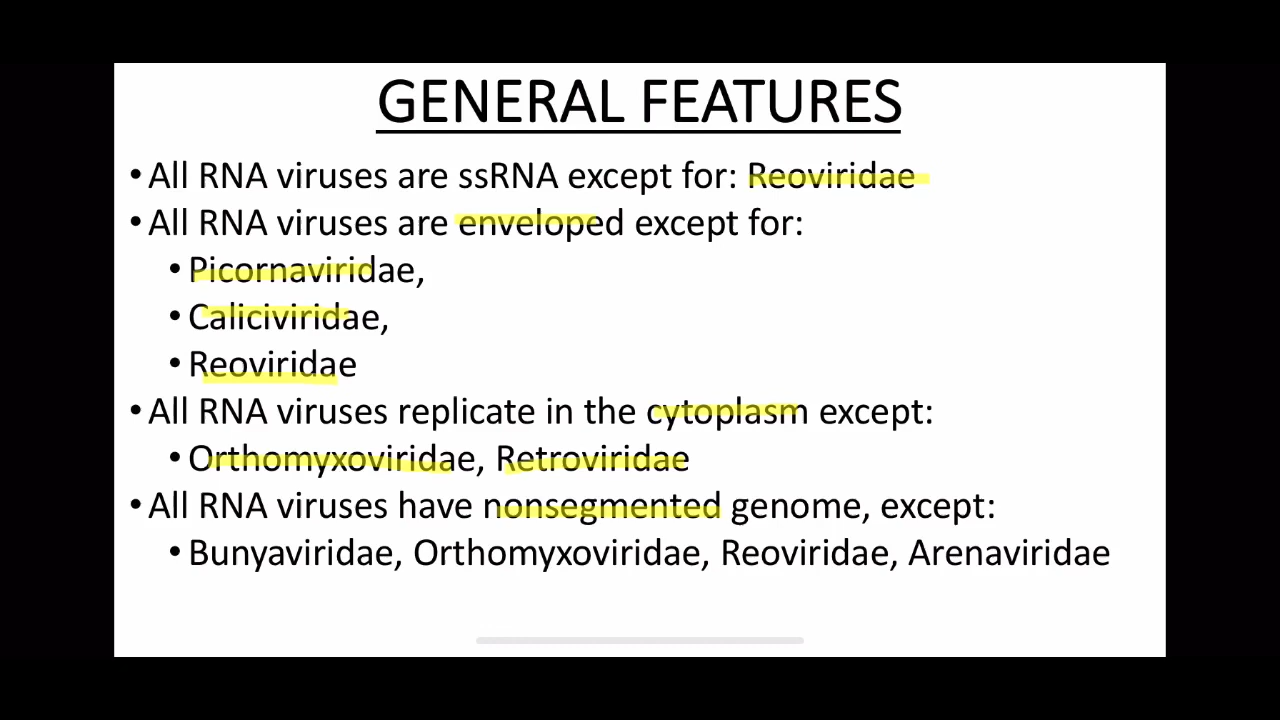 GENERAL FEATURES
• All RNA viruses are ssRNA except for: Reoviridae
• All RNA viruses are enveloped except for:
• Picornaviridae,
• Caliciviridae,
• Reoviridae
• All RNA viruses replicate in the cytoplasm except:
• Orthomyxoviridae, Retroviridae
• All RNA viruses have nonsegmented genome, except:
• Bunyaviridae, Orthomyxoviridae, Reoviridae, Arenaviridae